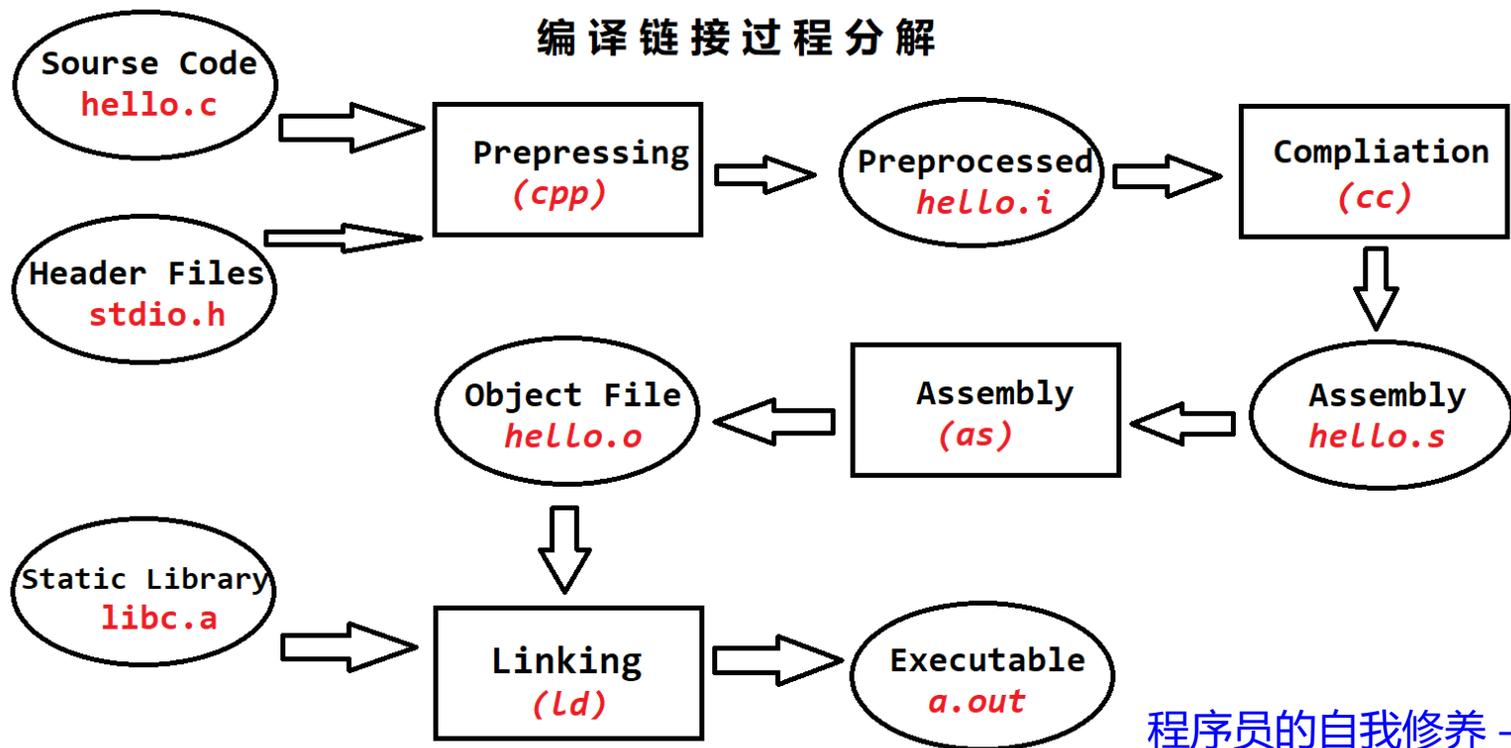 编译链接过程分解
Sourse Code
hello.c
Header Files
stdio.h
Prepressing
(cpp)
Preprocessed
hello.i
Compliation
(cc)
Assembly
hello.s
Assembly
(as)
Object File
hello.o
Static Library
libc.a
Linking
(ld)
Executable
a.out
程序员的自我修养 -